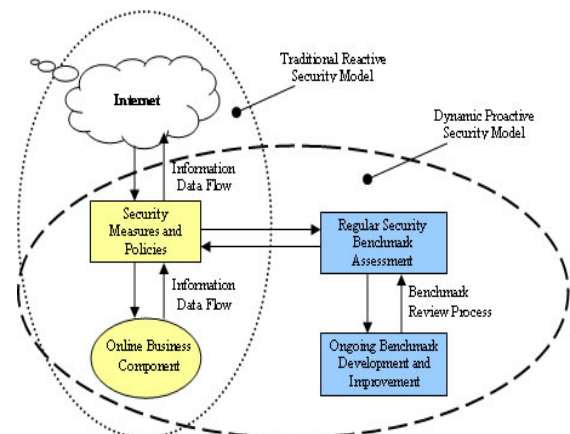 Traditional Reactive
Security Model
Internet
Dynamic Proactive
Security Model
Information
Data Flow
Security
Measures and
Policies
Regular Security
Benchmark
Assessment
Information
Data Flow
Benchmark
Review Process
Online Business
Component
Ongoing Benchmark
Development and
Improvement